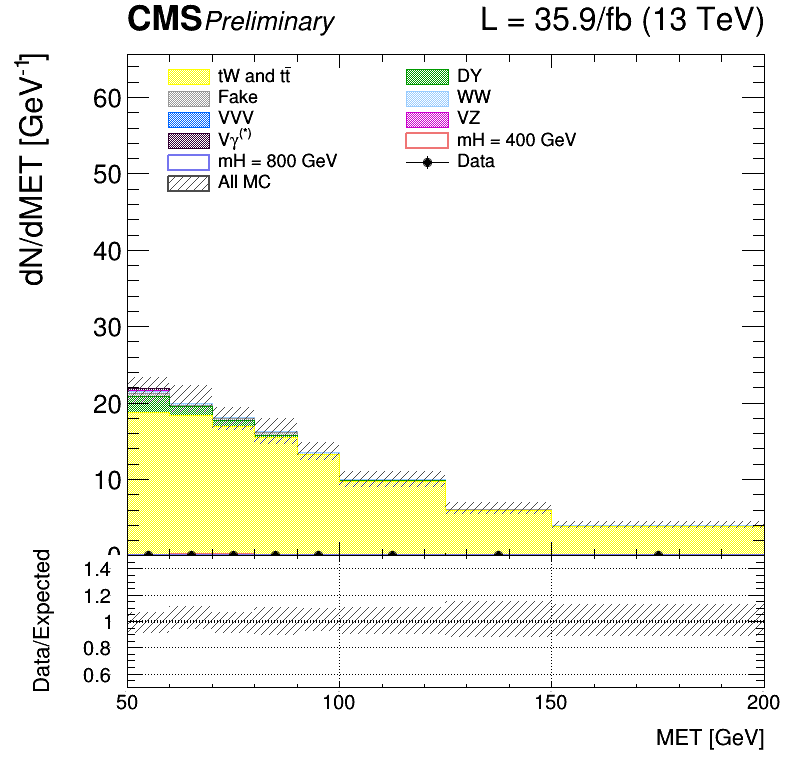 CMS Preliminary L = 35.9/fb (13 TeV)
dN/dMET [GeV⁻¹]
tW and tt̄ DY
Fake WW
VVV VZ
Vγ(*) mH = 400 GeV
mH = 800 GeV Data
All MC
60
50
40
30
20
10
0
Data/Expected
1.4
1.2
1
0.8
0.6
50 100 150 200
MET [GeV]